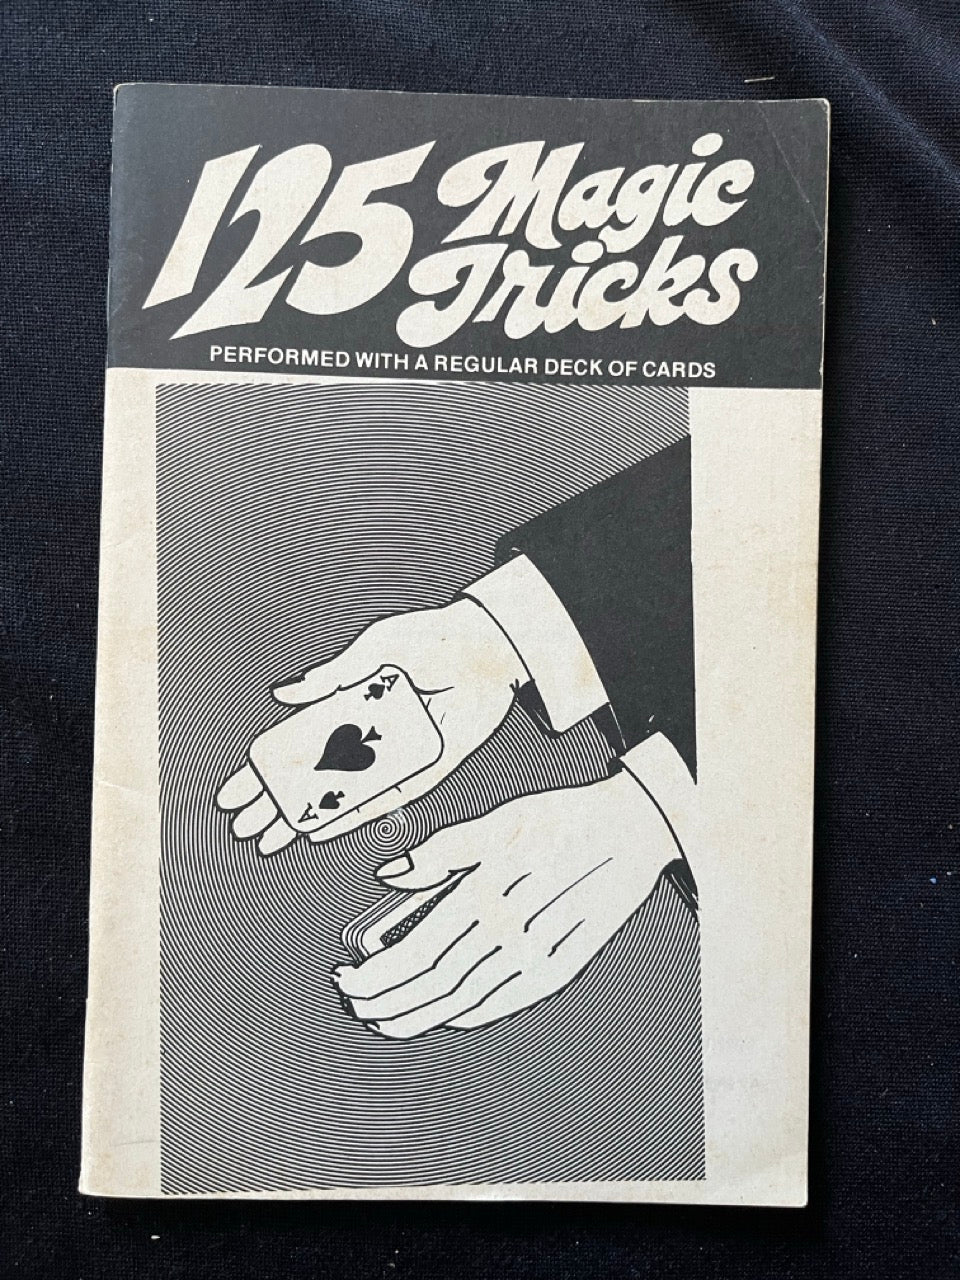 125 Magic
Tricks
PERFORMED WITH A REGULAR DECK OF CARDS
A
A